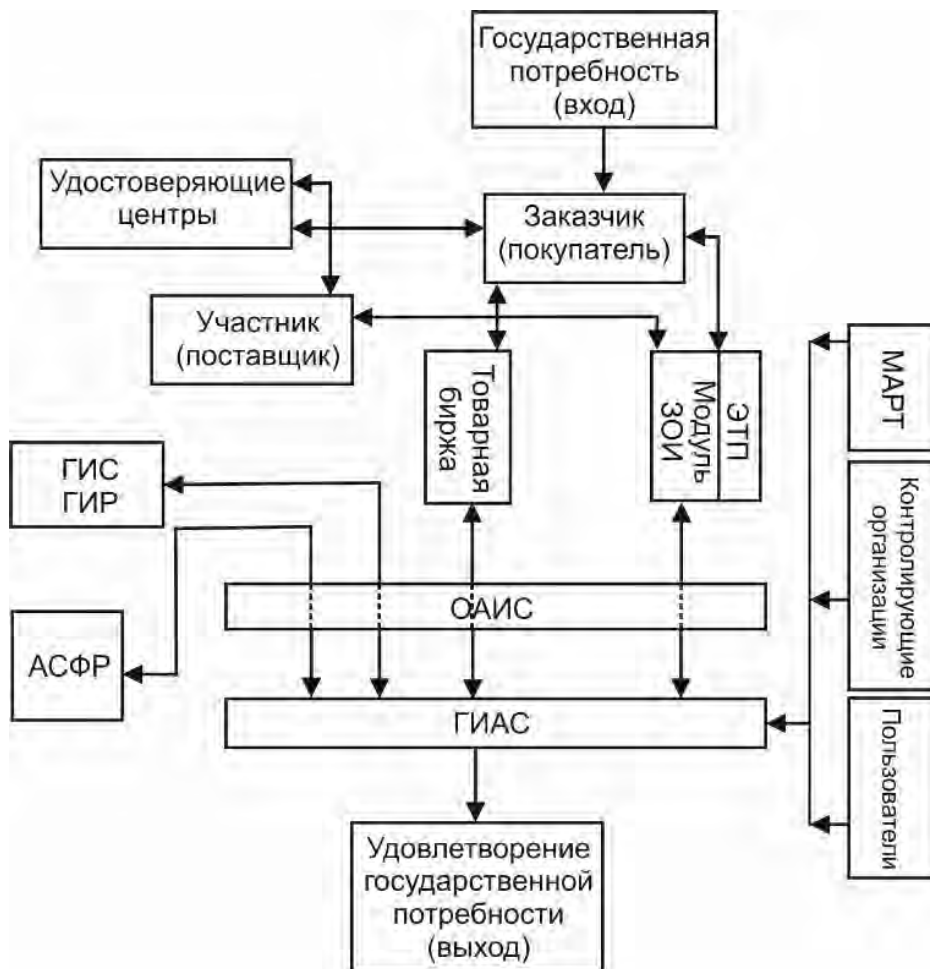 Государственная
потребность
(вход)
Удостоверяющие
центры
Заказчик
(покупатель)
Участник
(поставщик)
Товарная
биржа
ЭТП
Модуль
ЗОИ
МАРТ
ГИС
ГИР
Контролирующие
организации
ОАИС
АСФР
ГИАС
Пользователи
Удовлетворение
государственной
потребности
(выход)